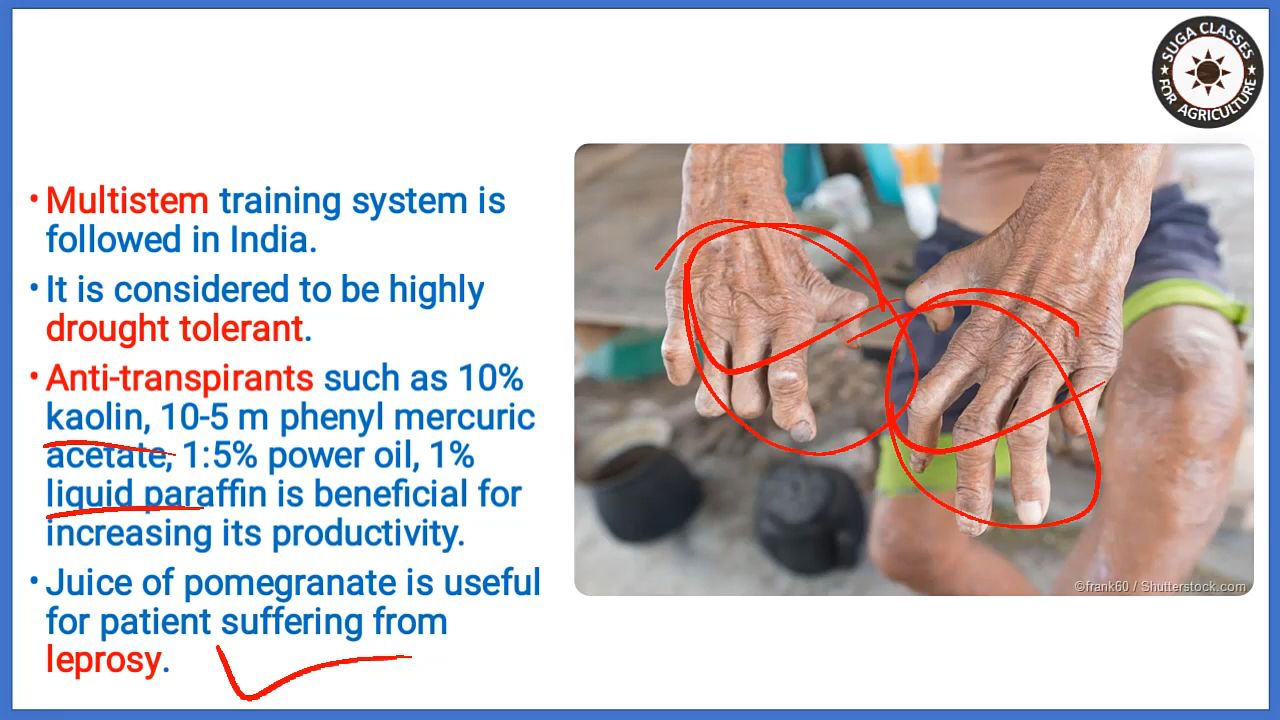 SUGA CLASSES
FOR AGRICULTURE
• Multistem training system is
followed in India.
• It is considered to be highly
drought tolerant.
• Anti-transpirants such as 10%
kaolin, 10-5 m phenyl mercuric
acetate, 1:5% power oil, 1%
liquid paraffin is beneficial for
increasing its productivity.
• Juice of pomegranate is useful
for patient suffering from
leprosy.
©frank60 / Shutterstock.com